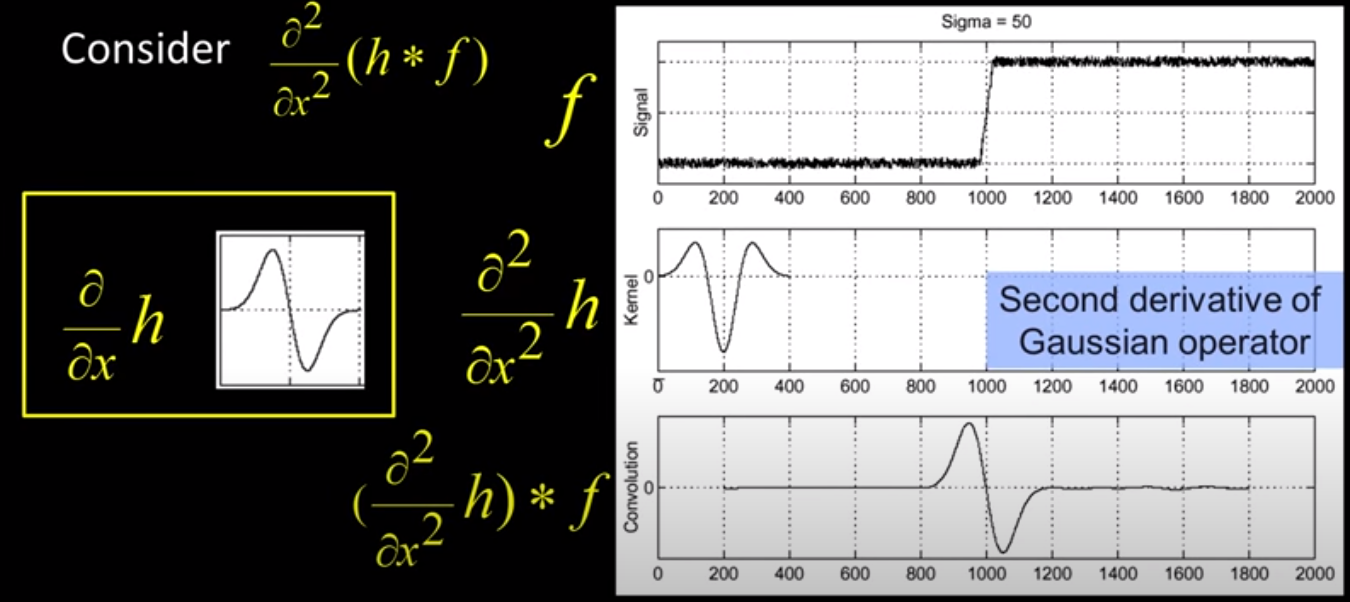 Consider ∂²/∂x² (h * f)
f
∂/∂x h
∂²/∂x² h
(∂²/∂x² h) * f
Sigma = 50
Signal
0 200 400 600 800 1000 1200 1400 1600 1800 2000
Kernel
0
Second derivative of
Gaussian operator
0 200 400 600 800 1000 1200 1400 1600 1800 2000
Convolution
0
0 200 400 600 800 1000 1200 1400 1600 1800 2000